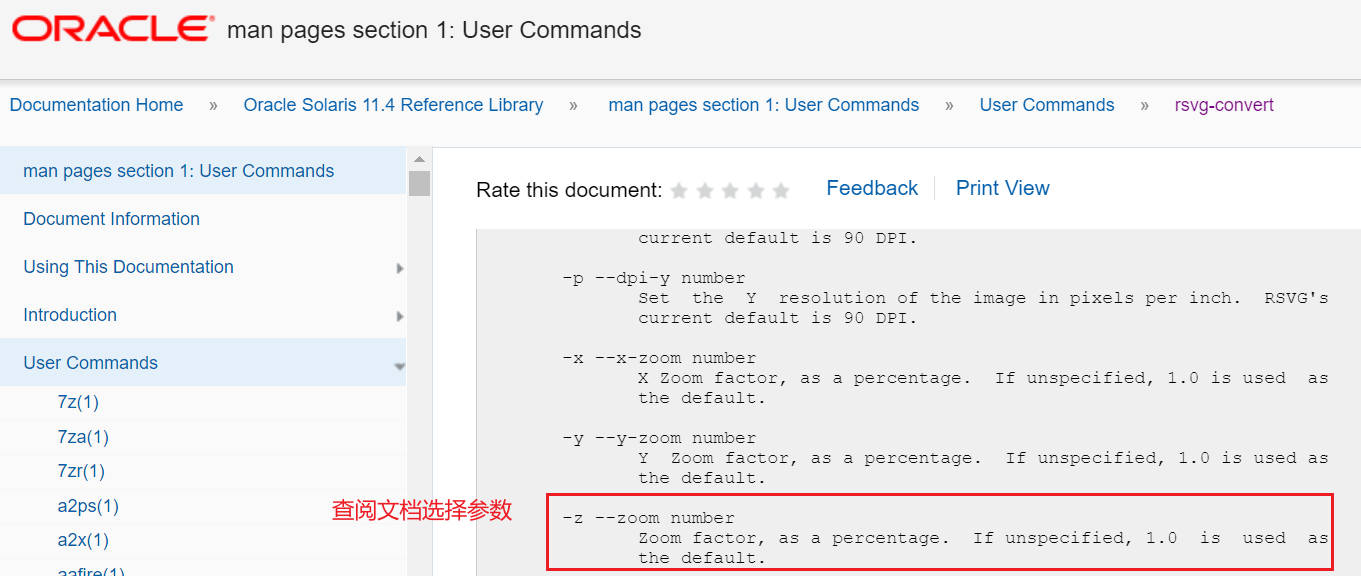 ORACLE® man pages section 1: User Commands
Documentation Home » Oracle Solaris 11.4 Reference Library » man pages section 1: User Commands » User Commands » rsvg-convert
man pages section 1: User Commands
Document Information
Using This Documentation
Introduction
User Commands
7z(1)
7za(1)
7zr(1)
a2ps(1)
a2x(1)
aafire(1)
Rate this document:
Feedback
Print View
current default is 90 DPI.
-p --dpi-y number
Set the Y resolution of the image in pixels per inch. RSVG's
current default is 90 DPI.
-x --x-zoom number
X Zoom factor, as a percentage. If unspecified, 1.0 is used as
the default.
-y --y-zoom number
Y Zoom factor, as a percentage. If unspecified, 1.0 is used as
the default.
查阅文档选择参数
-z --zoom number
Zoom factor, as a percentage. If unspecified, 1.0 is used as
the default.